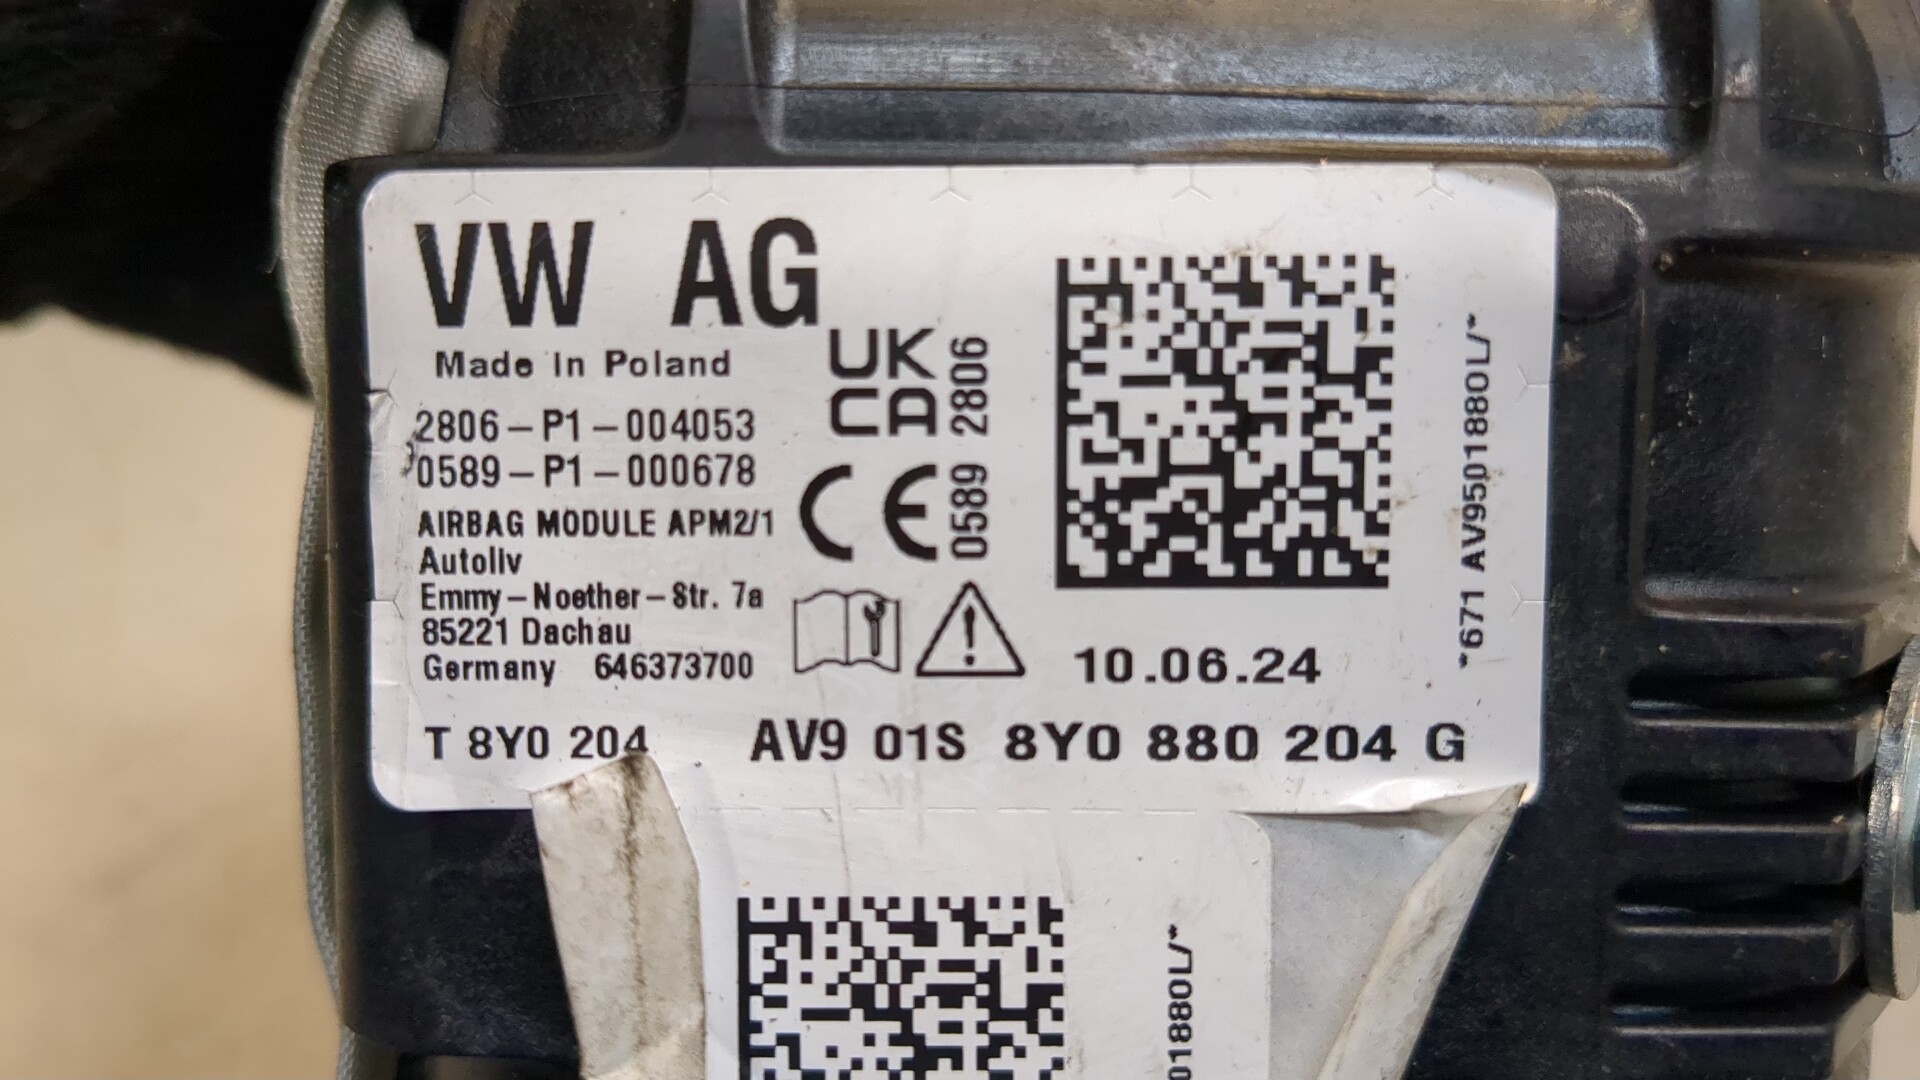 VW AG
Made in Poland
2806-P1-004053
0589-P1-000678
AIRBAG MODULE APM2/1
Autoliv
Emmy-Noether-Str. 7a
85221 Dachau
Germany 646373700
UK
CA
2806
CE
0589
10.06.24
*671 AV9501880L/*
T 8Y0 204
AV9 01S 8Y0 880 204 G
01880L/*